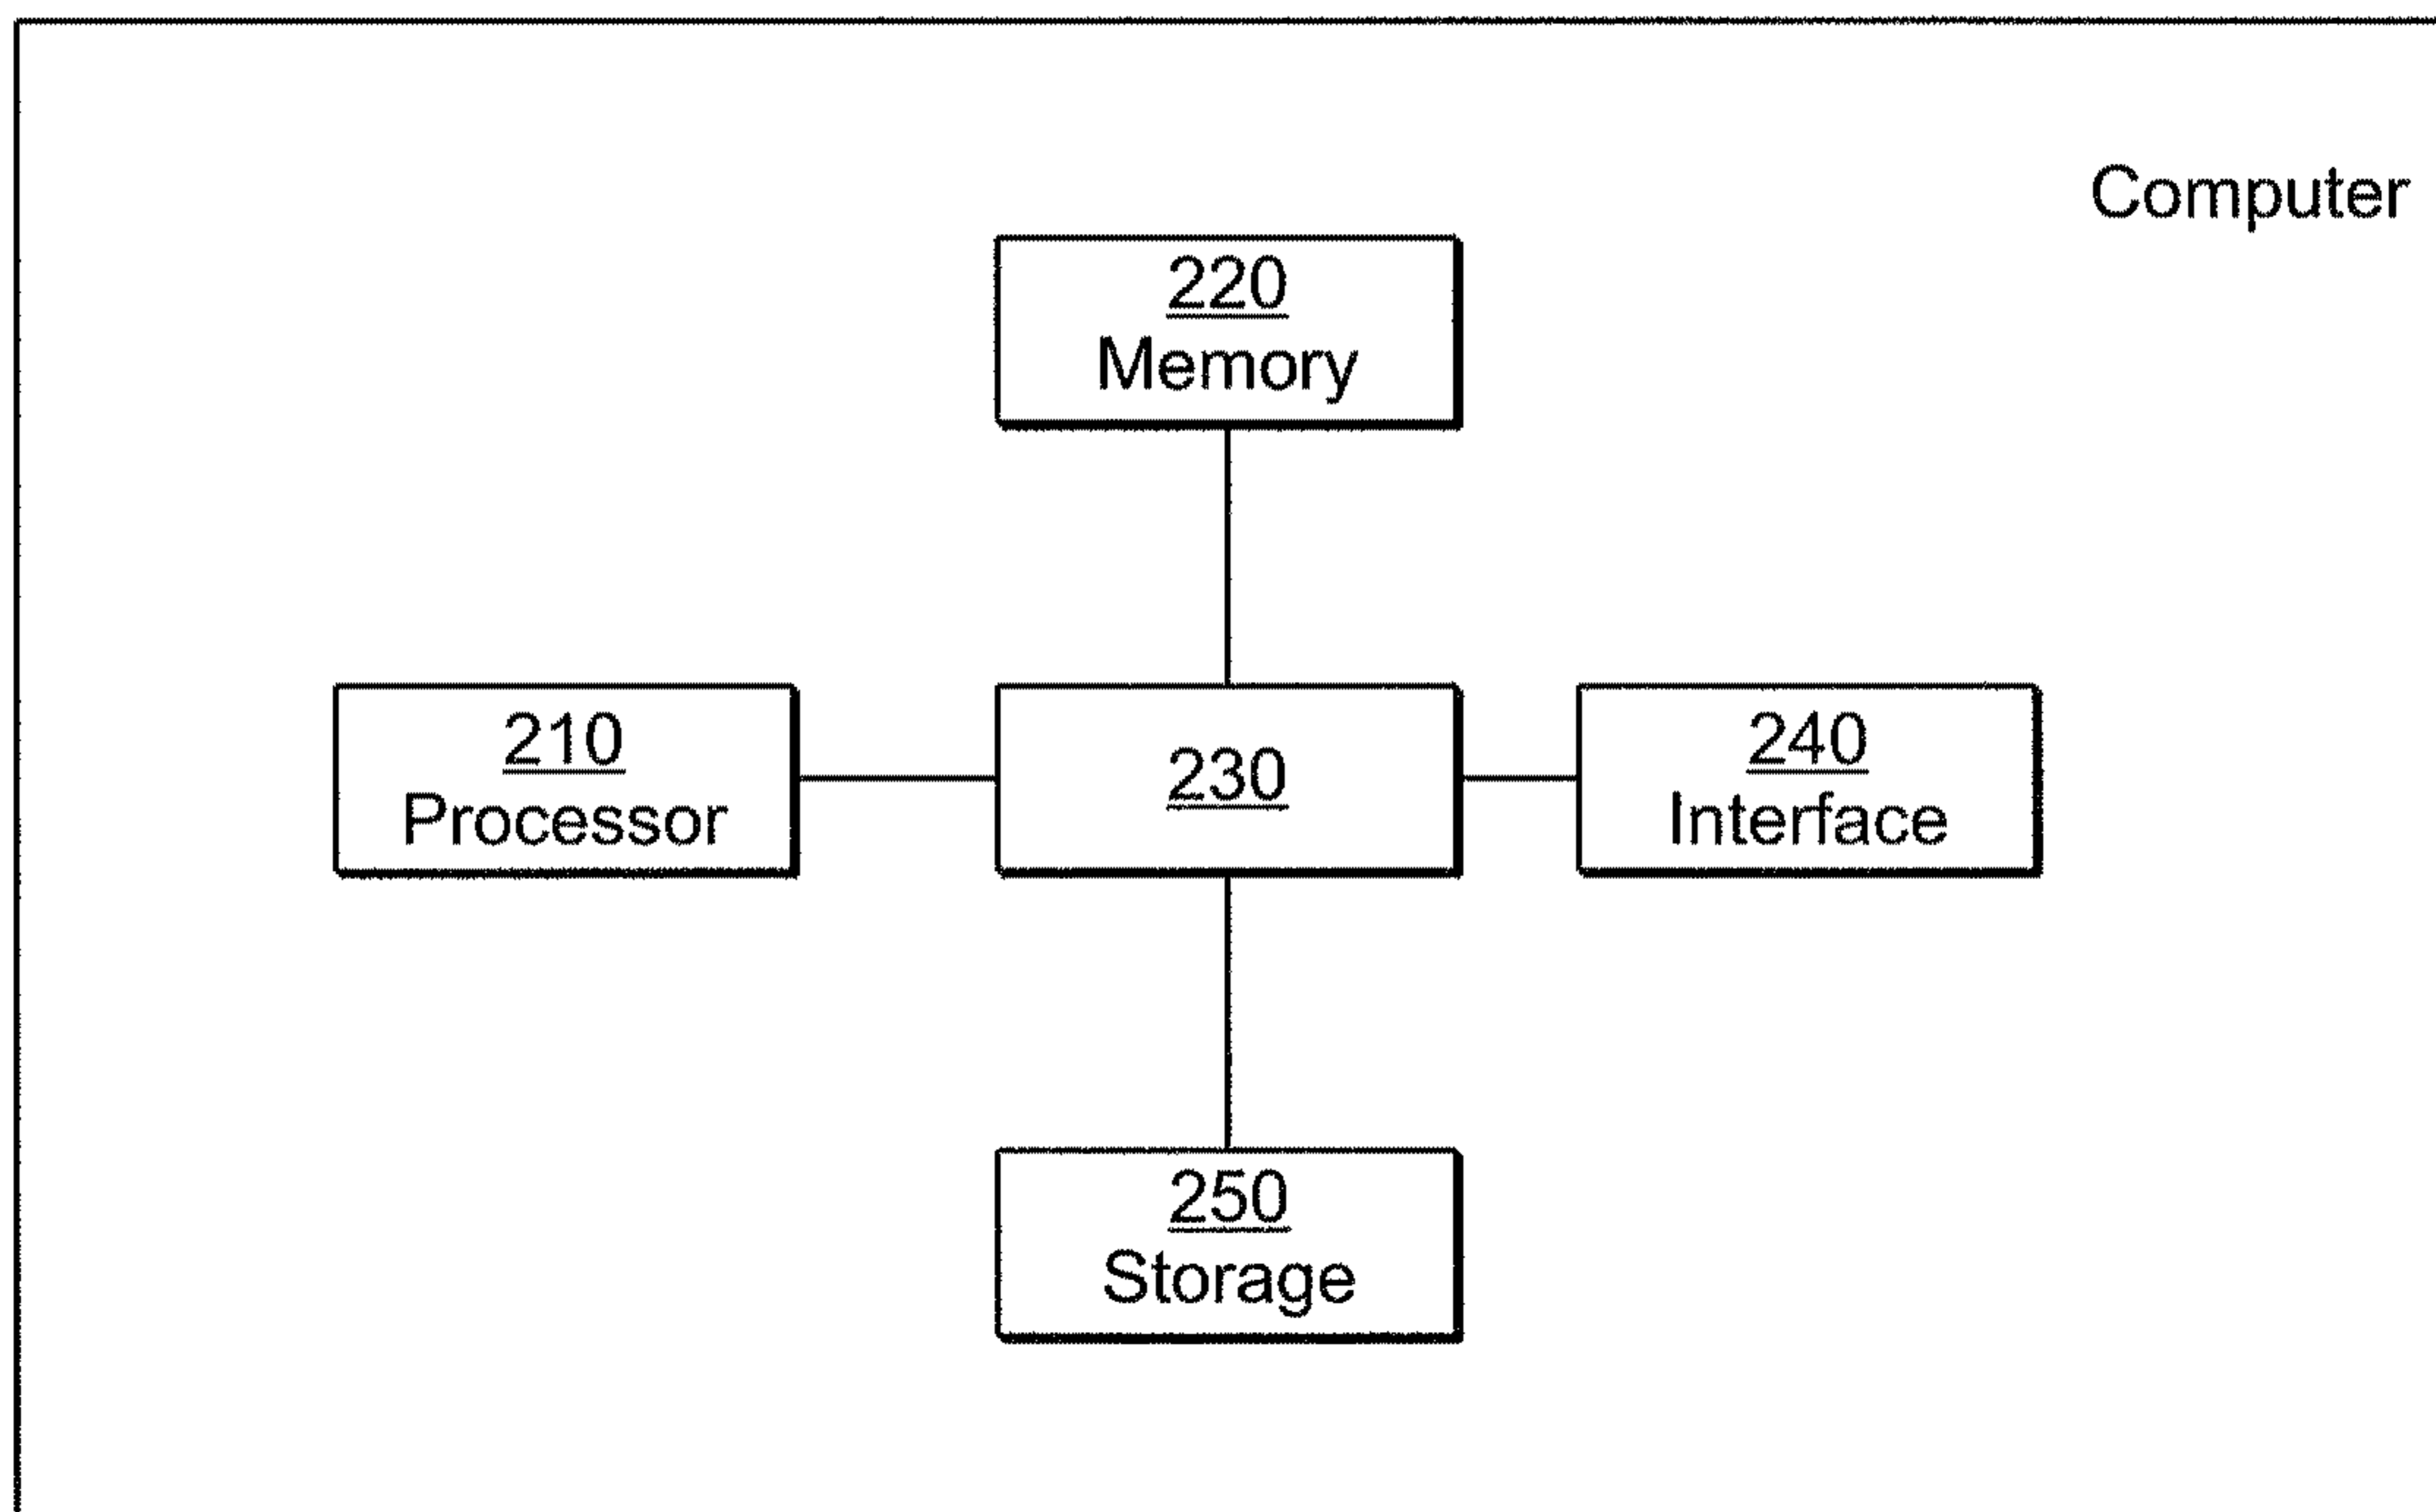 Computer
220
Memory
210
Processor
230
240
Interface
250
Storage